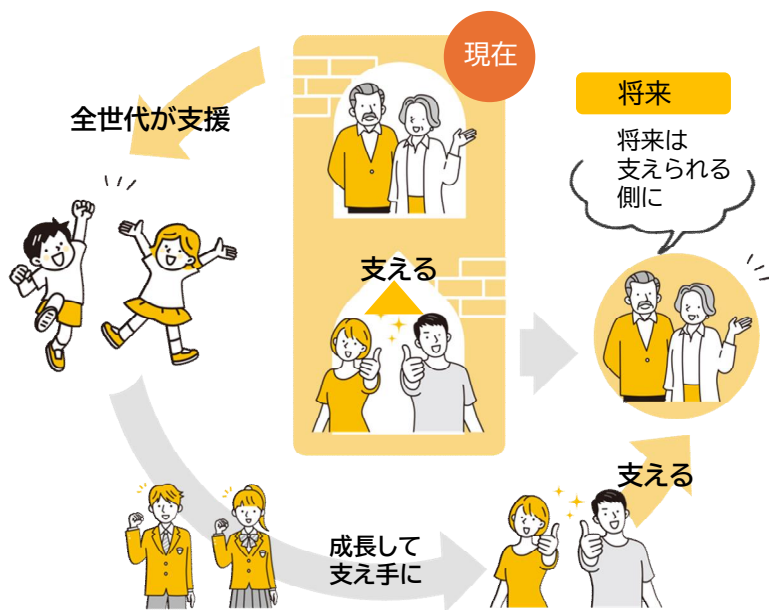 現在
全世代が支援
支える
将来
将来は
支えられる
側に
支える
成長して
支え手に